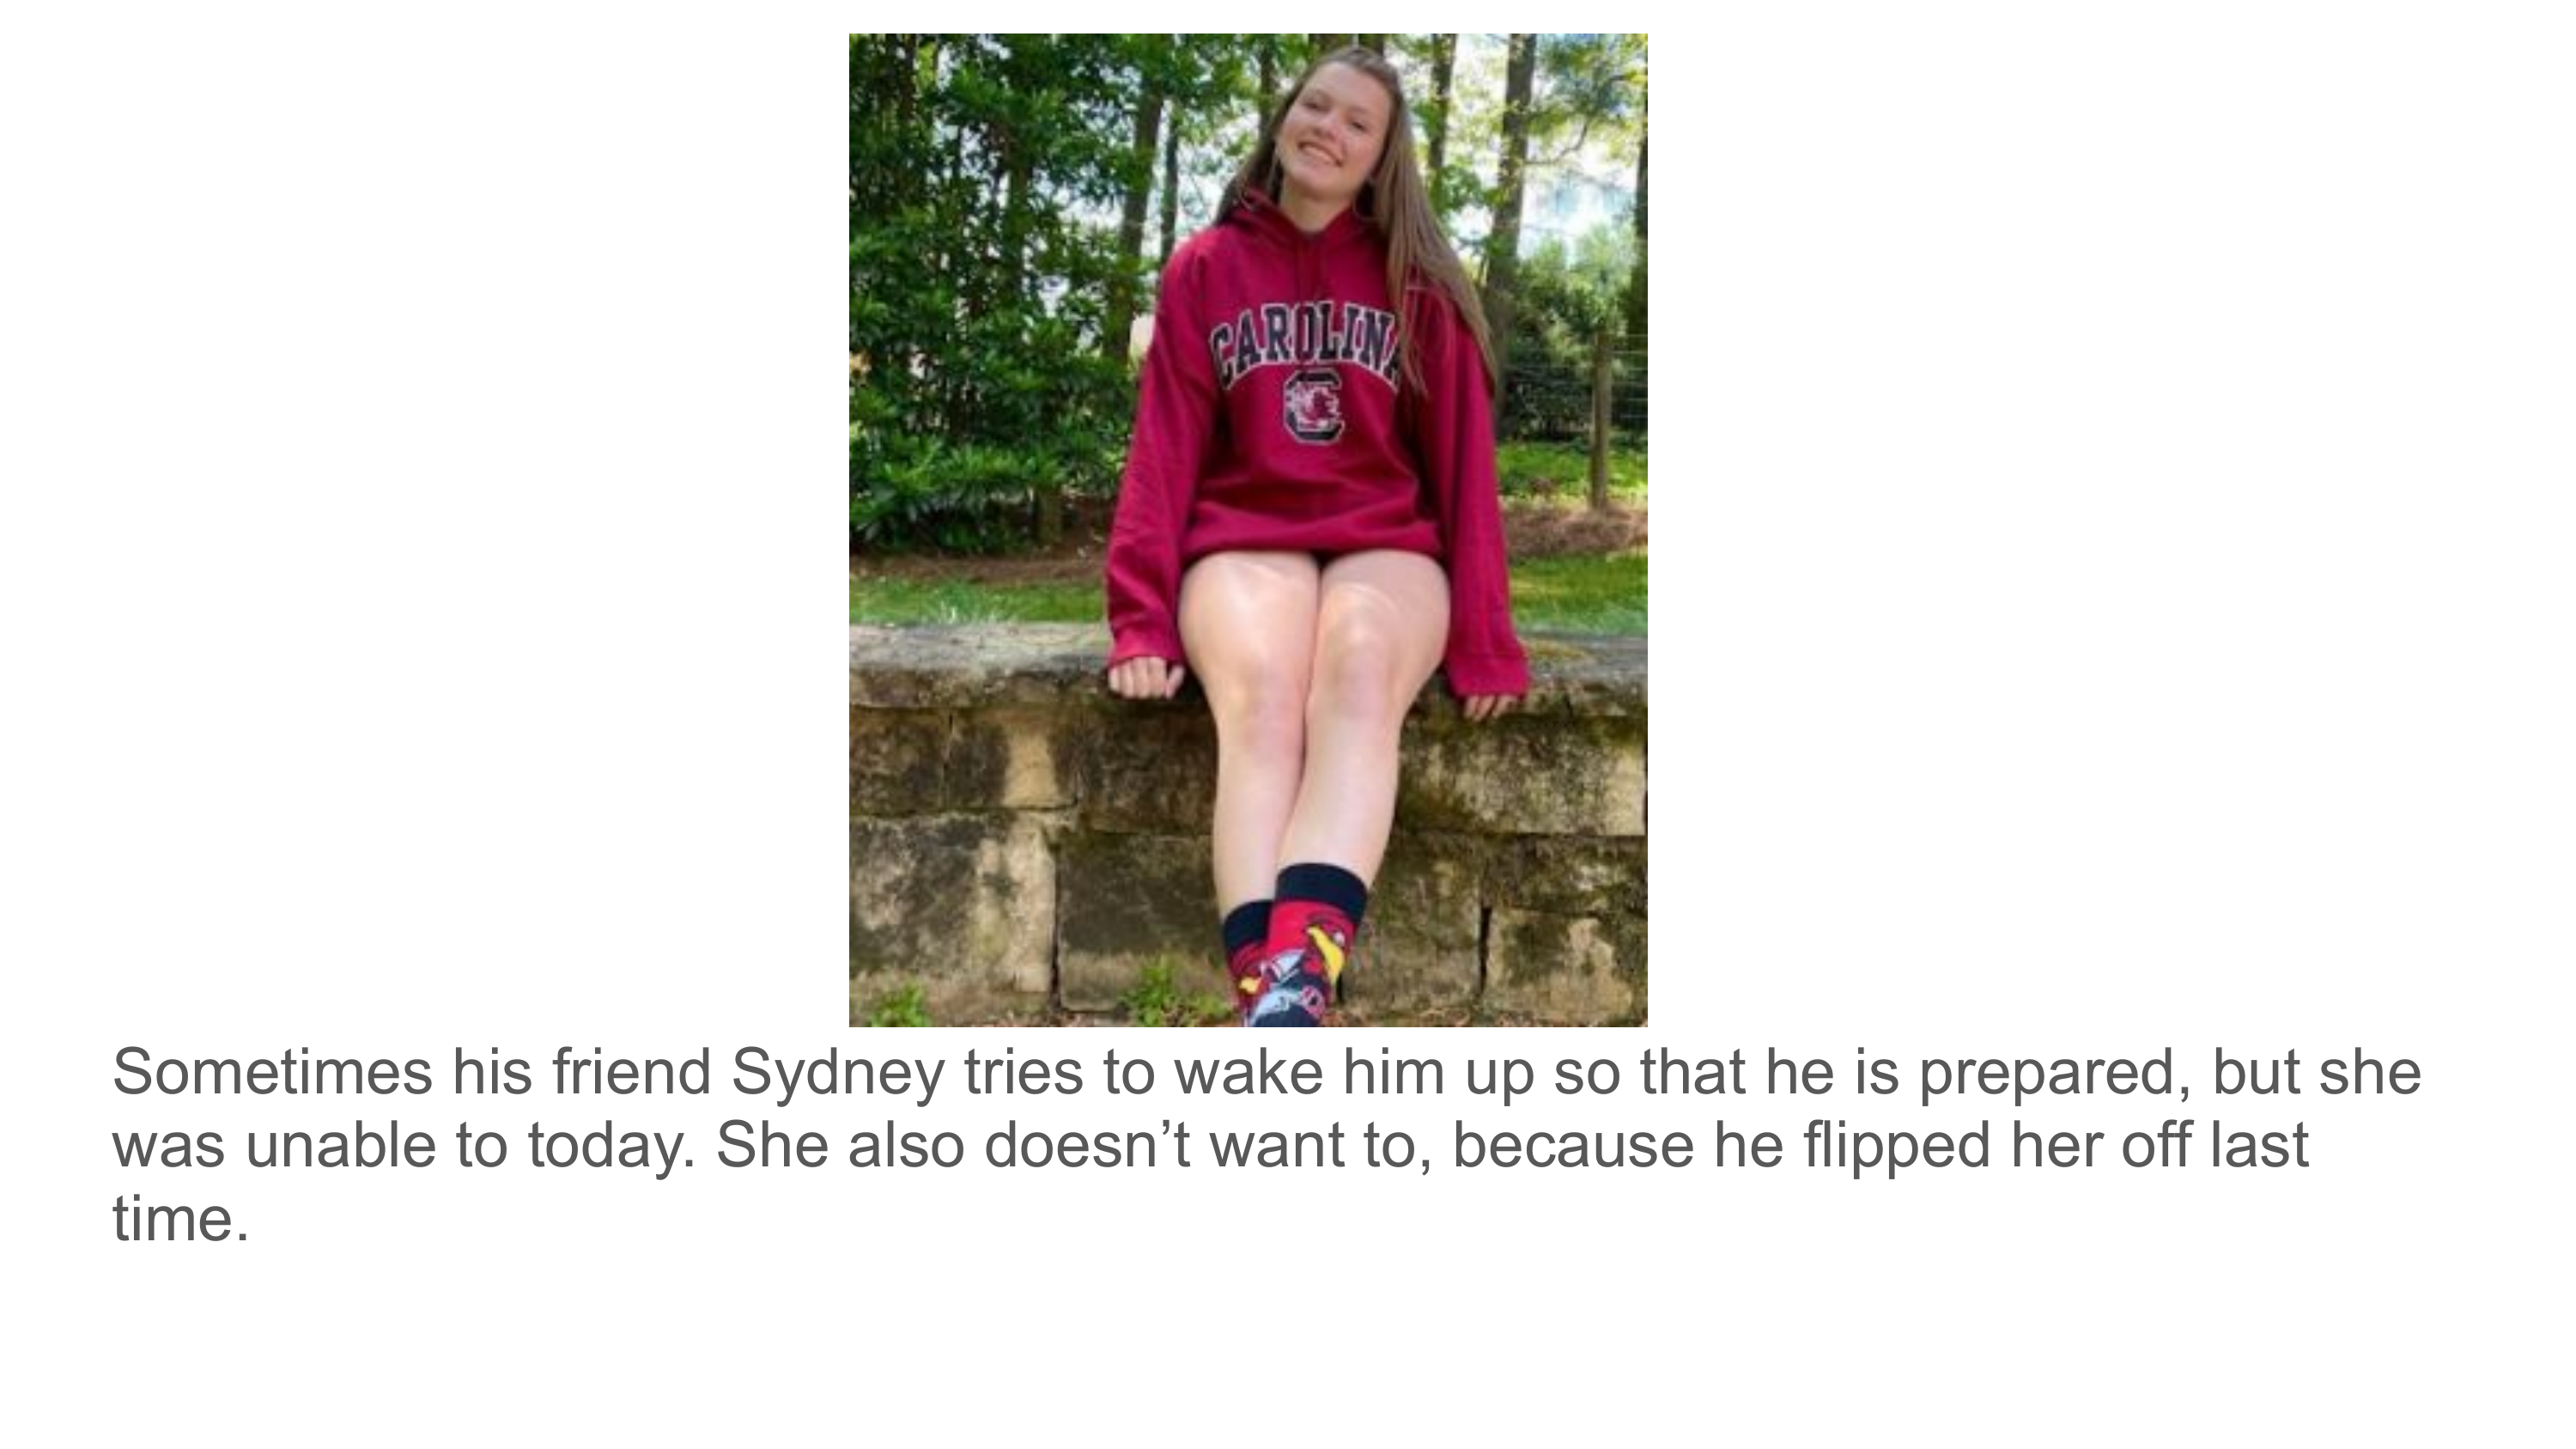 CAROLINA
C
Sometimes his friend Sydney tries to wake him up so that he is prepared, but she
was unable to today. She also doesn’t want to, because he flipped her off last
time.